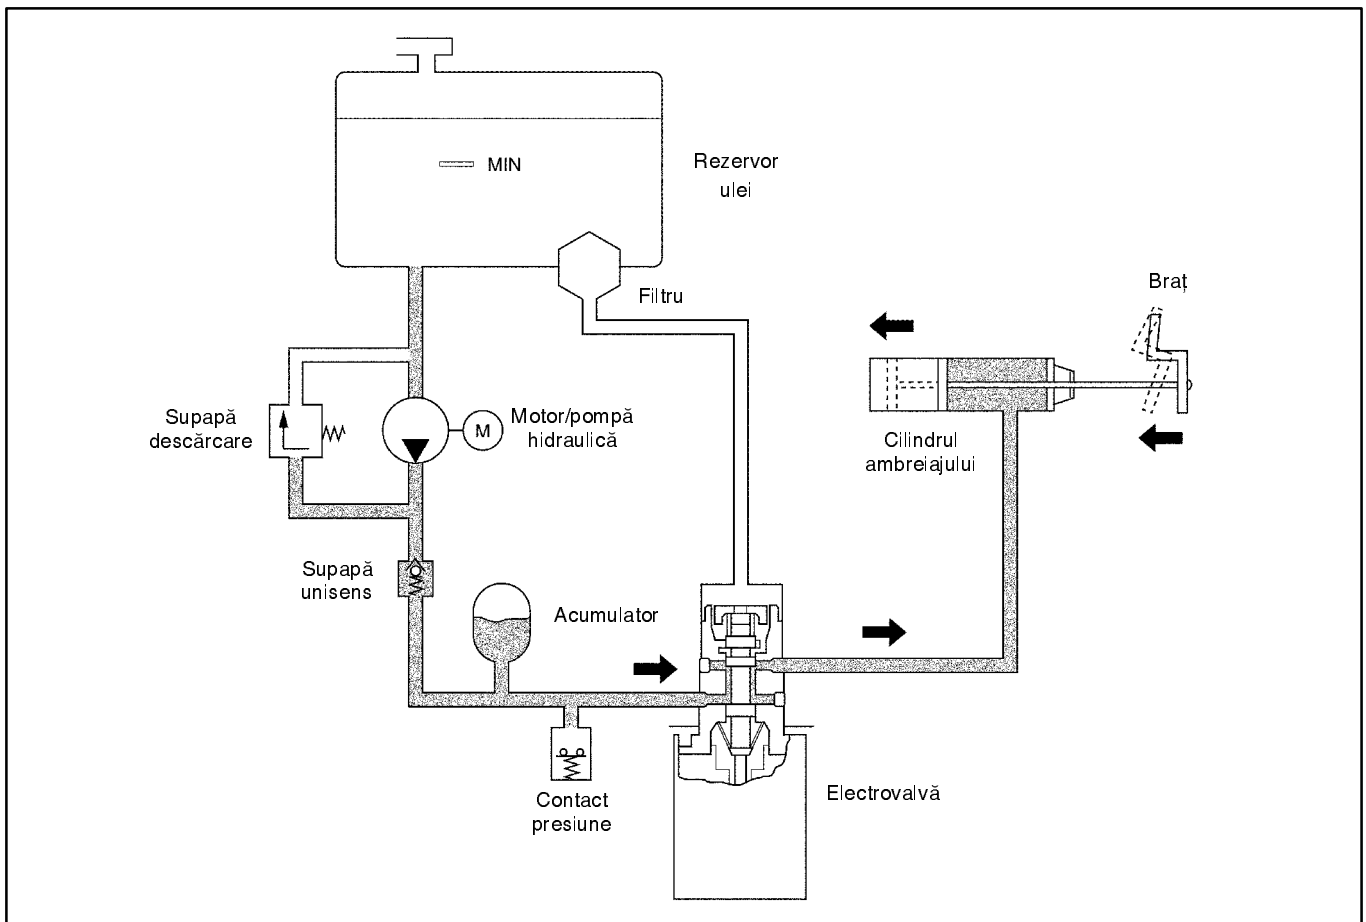 MIN
Rezervor
ulei
Filtru
Braț
Supapă
descărcare
M
Motor/pompă
hidraulică
Cilindrul
ambreiajului
Supapă
unisens
Acumulator
Contact
presiune
Electrovalvă